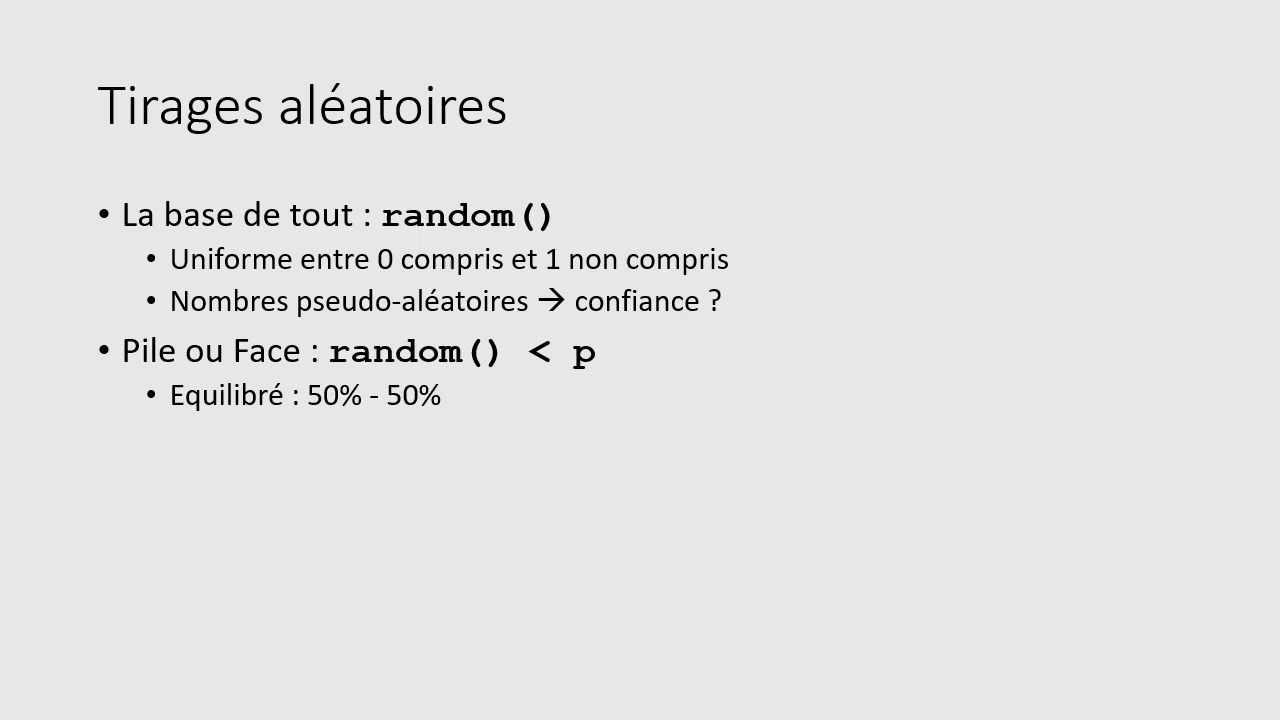 Tirages aléatoires
• La base de tout : random()
• Uniforme entre 0 compris et 1 non compris
• Nombres pseudo-aléatoires → confiance ?
• Pile ou Face : random() < p
• Equilibré : 50% - 50%